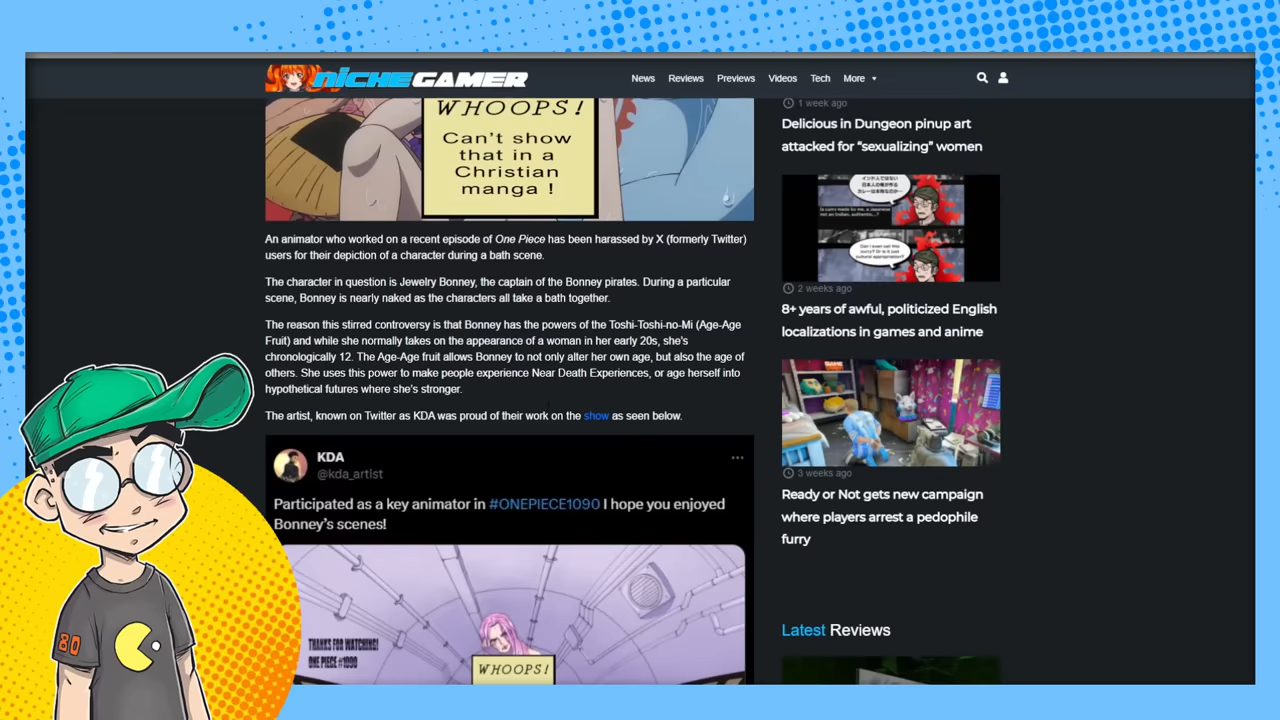 NICHEGAMER
News
Reviews
Previews
Videos
Tech
More
WHOOPS!
Can't show
that in a
Christian
manga !
An animator who worked on a recent episode of One Piece has been harassed by X (formerly Twitter)
users for their depiction of a character during a bath scene.
The character in question is Jewelry Bonney, the captain of the Bonney pirates. During a particular
scene, Bonney is nearly naked as the characters all take a bath together.
The reason this stirred controversy is that Bonney has the powers of the Toshi-Toshi-no-Mi (Age-Age
Fruit) and while she normally takes on the appearance of a woman in her early 20s, she's
chronologically 12. The Age-Age fruit allows Bonney to not only alter her own age, but also the age of
others. She uses this power to make people experience Near Death Experiences, or age herself into
hypothetical futures where she's stronger.
The artist, known on Twitter as KDA was proud of their work on the show as seen below.
KDA
@kda_artist
Participated as a key animator in #ONEPIECE1090 I hope you enjoyed
Bonney's scenes!
THANKS FOR WATCHING!
ONE PIECE #1090
WHOOPS!
1 week ago
Delicious in Dungeon pinup art
attacked for "sexualizing" women
2 weeks ago
8+ years of awful, politicized English
localizations in games and anime
3 weeks ago
Ready or Not gets new campaign
where players arrest a pedophile
furry
Latest Reviews
80